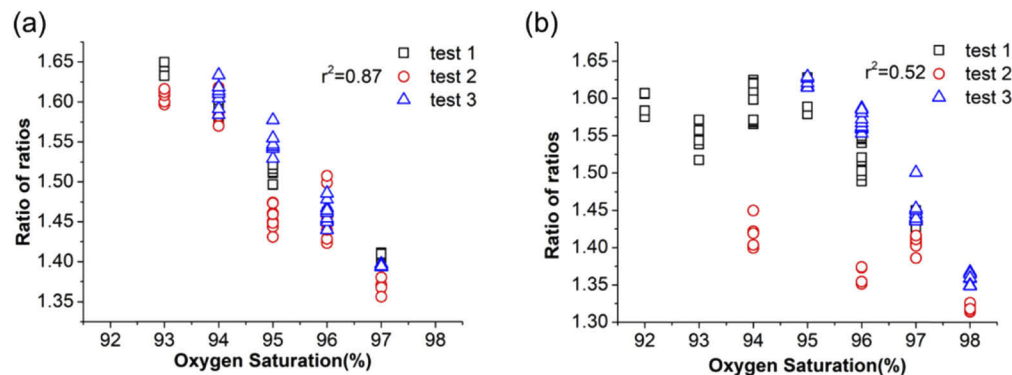 (a)
test 1
test 2
test 3
r²=0.87
Ratio of ratios
1.65
1.60
1.55
1.50
1.45
1.40
1.35
92 93 94 95 96 97 98
Oxygen Saturation(%)
(b)
test 1
test 2
test 3
r²=0.52
Ratio of ratios
1.65
1.60
1.55
1.50
1.45
1.40
1.35
1.30
92 93 94 95 96 97 98
Oxygen Saturation(%)